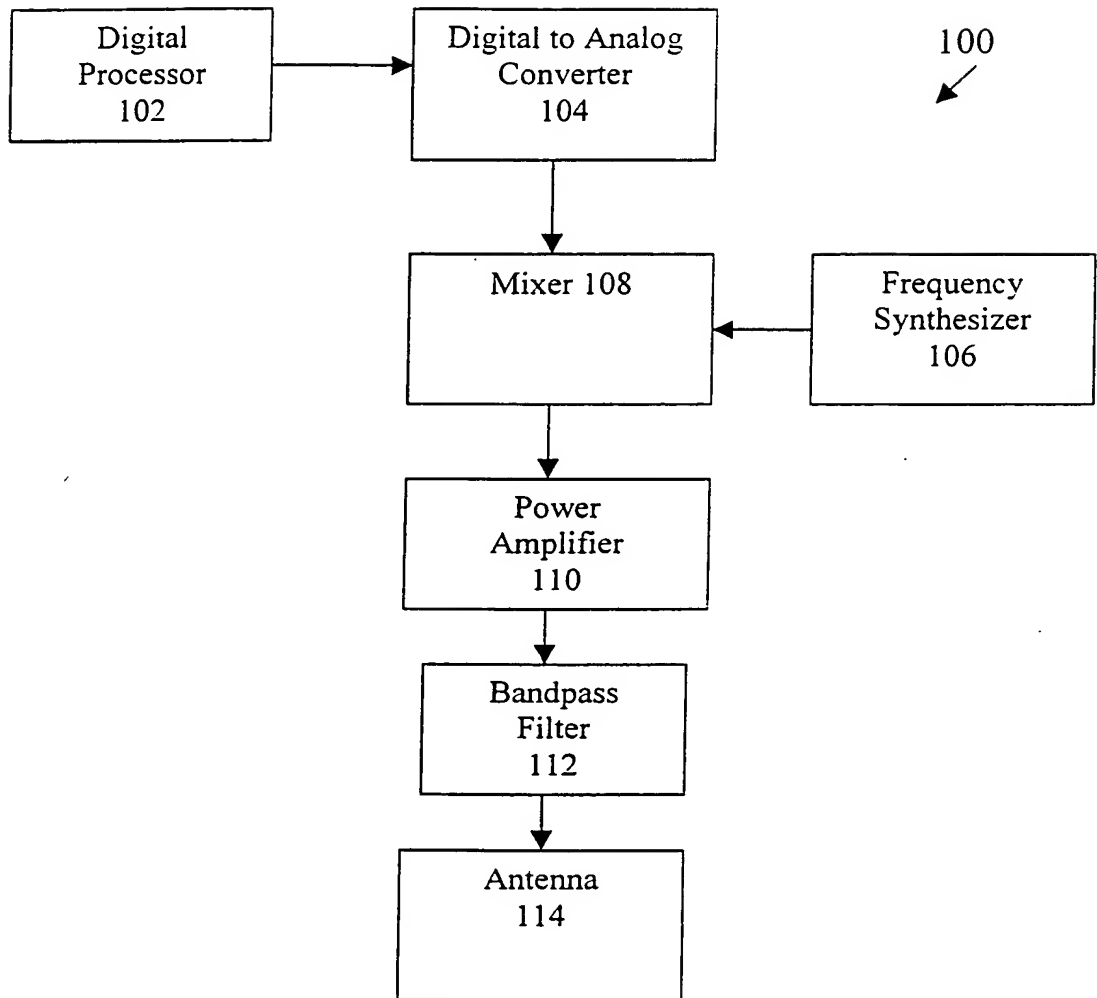 Digital
Processor
102
Digital to Analog
Converter
104
100
Mixer 108
Frequency
Synthesizer
106
Power
Amplifier
110
Bandpass
Filter
112
Antenna
114